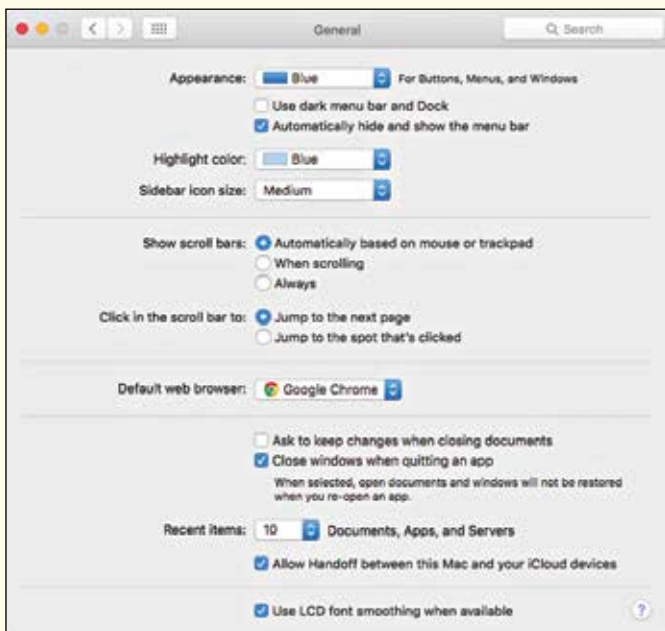 General
Search
Appearance: Blue For Buttons, Menus, and Windows
Use dark menu bar and Dock
Automatically hide and show the menu bar
Highlight color: Blue
Sidebar icon size: Medium
Show scroll bars: Automatically based on mouse or trackpad
When scrolling
Always
Click in the scroll bar to: Jump to the next page
Jump to the spot that's clicked
Default web browser: Google Chrome
Ask to keep changes when closing documents
Close windows when quitting an app
When selected, open documents and windows will not be restored
when you re-open an app.
Recent items: 10 Documents, Apps, and Servers
Allow Handoff between this Mac and your iCloud devices
Use LCD font smoothing when available
?